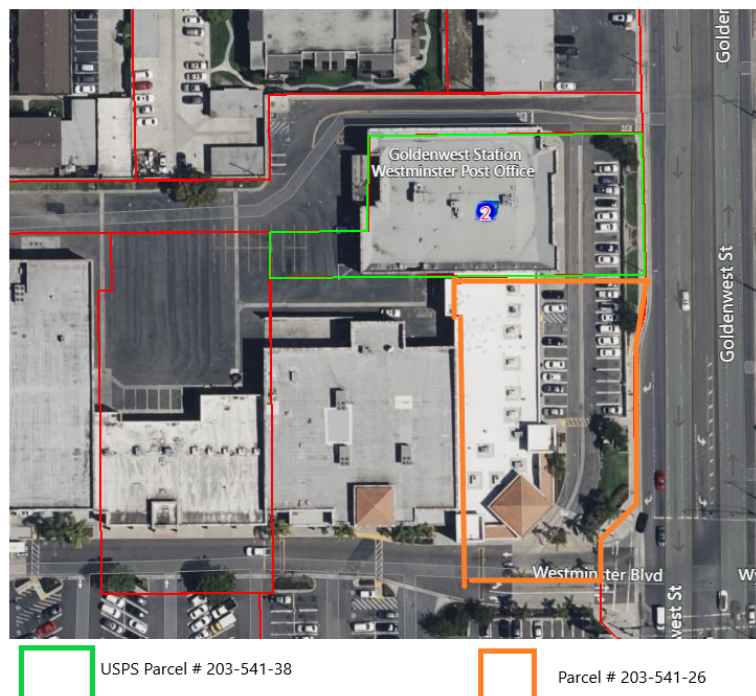 Golden
Goldenwest Station
Westminster Post Office
2
Goldenwest St
Westminster Blvd
W
west St
USPS Parcel # 203-541-38
Parcel # 203-541-26